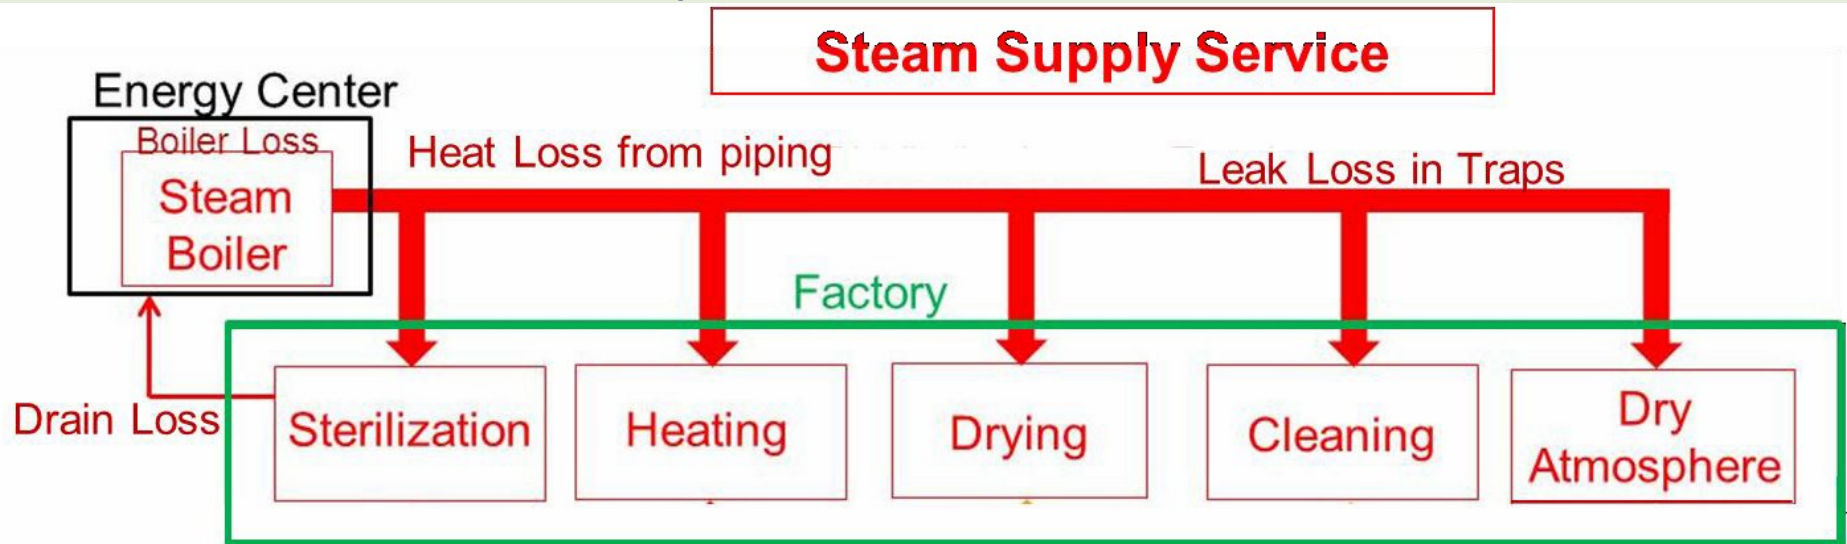 Steam Supply Service
Energy Center
Boiler Loss
Steam
Boiler
Heat Loss from piping
Leak Loss in Traps
Factory
Drain Loss
Sterilization
Heating
Drying
Cleaning
Dry
Atmosphere